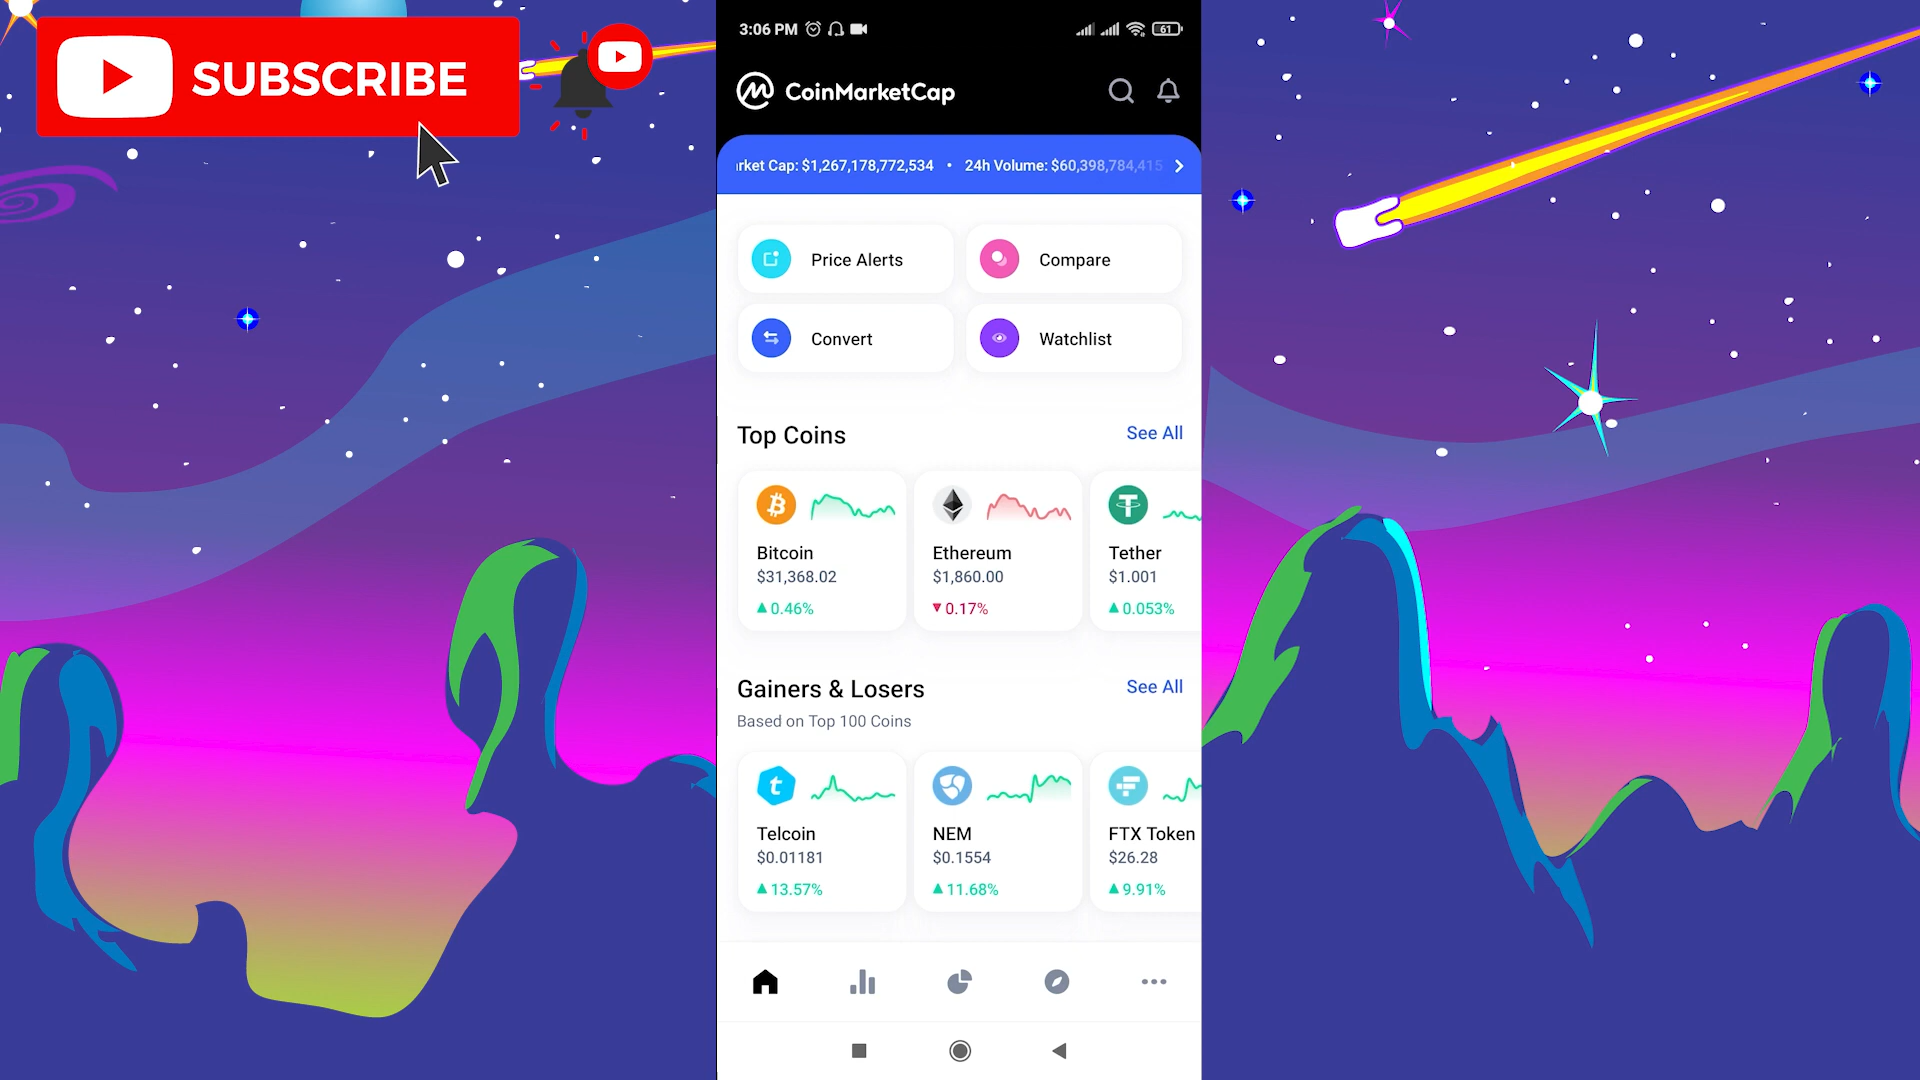 SUBSCRIBE
3:06 PM
61
CoinMarketCap
rket Cap: $1,267,178,772,534 • 24h Volume: $60,398,784,415
Price Alerts
Compare
Convert
Watchlist
Top Coins
See All
Bitcoin
$31,368.02
0.46%
Ethereum
$1,860.00
0.17%
Tether
$1.001
0.053%
Gainers & Losers
See All
Based on Top 100 Coins
Telcoin
$0.01181
13.57%
NEM
$0.1554
11.68%
FTX Token
$26.28
9.91%